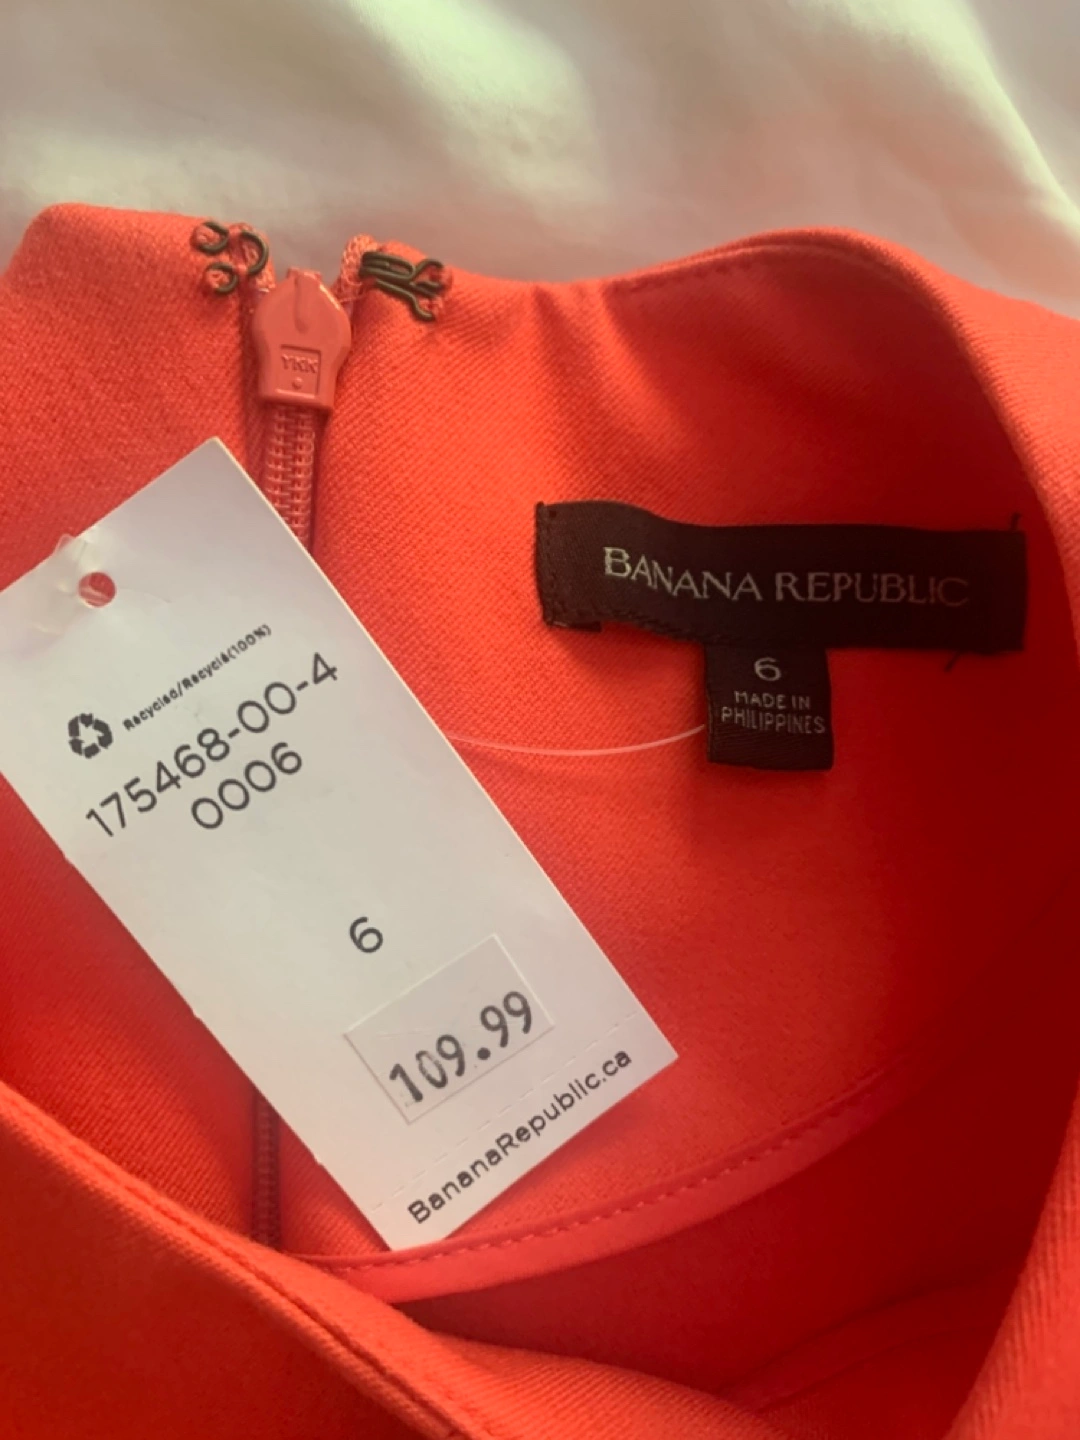 YKK
BANANA REPUBLIC
6
MADE IN
PHILIPPINES
Recycled/Recyclé(100%)
175468-00-4
0006
6
109.99
BananaRepublic.ca